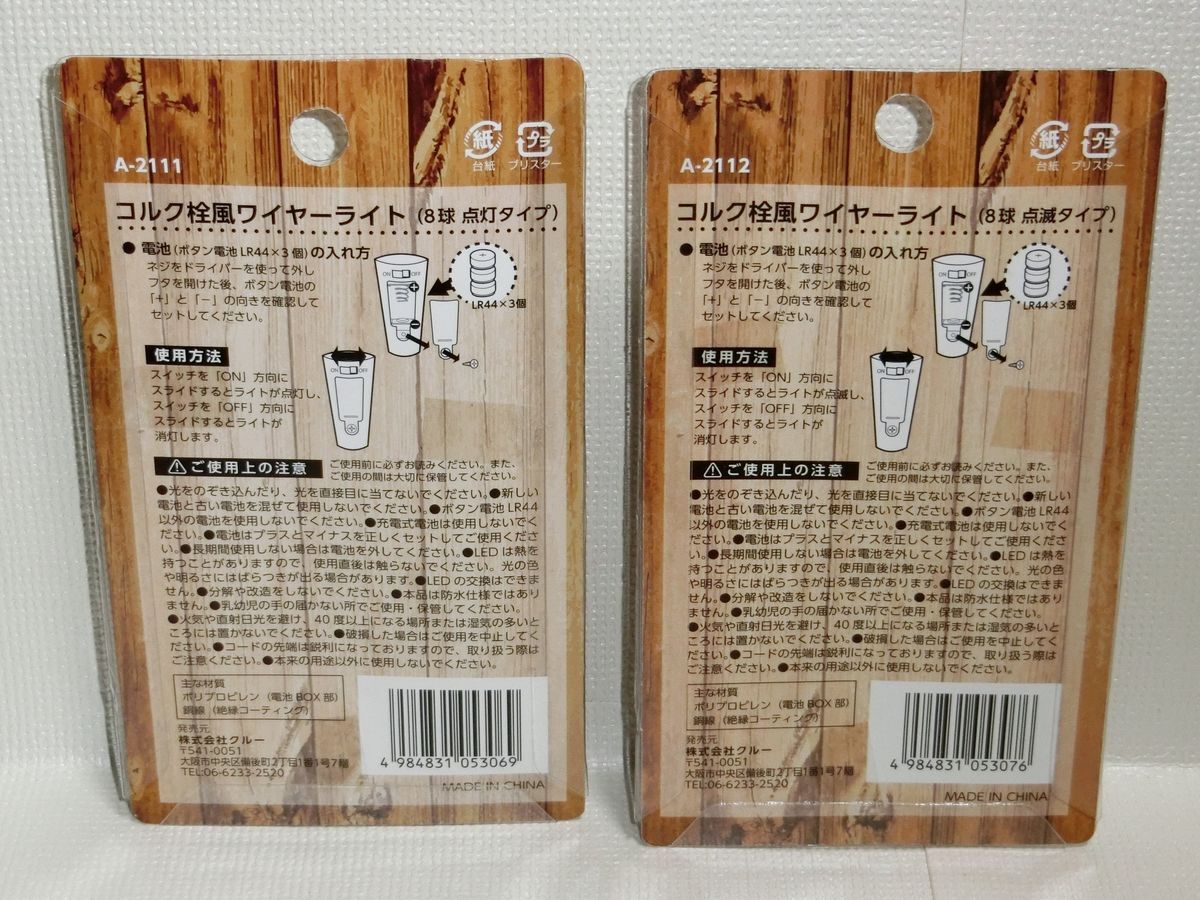 A-2111
紙
台紙
プラ
ブリスター
コルク栓風ワイヤーライト（8球 点灯タイプ）
●電池（ボタン電池 LR44×3個）の入れ方
ネジをドライバーを使って外し
フタを開けた後、ボタン電池の
「+」と「−」の向きを確認して
セットしてください。
ON OFF
LR44×3個
使用方法
スイッチを「ON」方向に
スライドするとライトが点灯し、
スイッチを「OFF」方向に
スライドするとライトが
消灯します。
ON OFF
ご使用上の注意
ご使用前に必ずお読みください。また、
ご使用の間は大切に保管してください。
●光をのぞき込んだり、光を直接目に当てないでください。●新しい
電池と古い電池を混ぜて使用しないでください。●ボタン電池 LR44
以外の電池を使用しないでください。●充電式電池は使用しないでく
ださい。●電池はプラスとマイナスを正しくセットしてご使用くださ
い。●長期間使用しない場合は電池を外してください。●LED は熱を
持つことがありますので、使用直後は触らないでください。光の色
や明るさにはばらつきが出る場合があります。●LED の交換はできま
せん。●分解や改造をしないでください。●本品は防水仕様ではあり
ません。●乳幼児の手の届かない所でご使用・保管してください。
●火気や直射日光を避け、40 度以上になる場所または湿気の多いと
ころには置かないでください。●破損した場合はご使用を中止してく
ださい。●コードの先端は鋭利になっておりますので、取り扱う際は
ご注意ください。●本来の用途以外に使用しないでください。
主な材質
ポリプロピレン（電池 BOX 部）
銅線（絶縁コーティング）
発売元
株式会社クルー
〒541-0051
大阪市中央区備後町2丁目1番1号7階
TEL:06-6233-2520
4 984831 053069
MADE IN CHINA
A-2112
紙
台紙
プラ
ブリスター
コルク栓風ワイヤーライト（8球 点滅タイプ）
●電池（ボタン電池 LR44×3個）の入れ方
ネジをドライバーを使って外し
フタを開けた後、ボタン電池の
「+」と「−」の向きを確認して
セットしてください。
ON OFF
LR44×3個
使用方法
スイッチを「ON」方向に
スライドするとライトが点滅し、
スイッチを「OFF」方向に
スライドするとライトが
消灯します。
ON OFF
ご使用上の注意
ご使用前に必ずお読みください。また、
ご使用の間は大切に保管してください。
●光をのぞき込んだり、光を直接目に当てないでください。●新しい
電池と古い電池を混ぜて使用しないでください。●ボタン電池 LR44
以外の電池を使用しないでください。●充電式電池は使用しないでく
ださい。●電池はプラスとマイナスを正しくセットしてご使用くださ
い。●長期間使用しない場合は電池を外してください。●LED は熱を
持つことがありますので、使用直後は触らないでください。光の色
や明るさにはばらつきが出る場合があります。●LED の交換はできま
せん。●分解や改造をしないでください。●本品は防水仕様ではあり
ません。●乳幼児の手の届かない所でご使用・保管してください。
●火気や直射日光を避け、40 度以上になる場所または湿気の多いと
ころには置かないでください。●破損した場合はご使用を中止してく
ださい。●コードの先端は鋭利になっておりますので、取り扱う際は
ご注意ください。●本来の用途以外に使用しないでください。
主な材質
ポリプロピレン（電池 BOX 部）
銅線（絶縁コーティング）
発売元
株式会社クルー
〒541-0051
大阪市中央区備後町2丁目1番1号7階
TEL:06-6233-2520
4 984831 053076
MADE IN CHINA